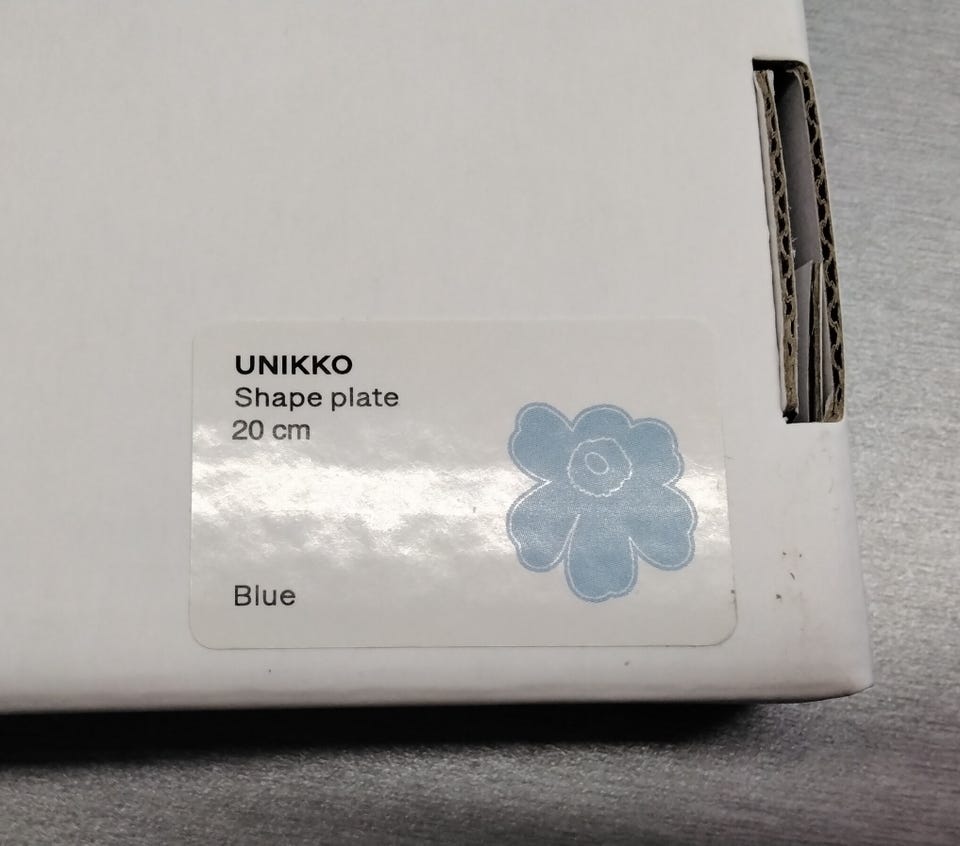 UNIKKO
Shape plate
20 cm
Blue